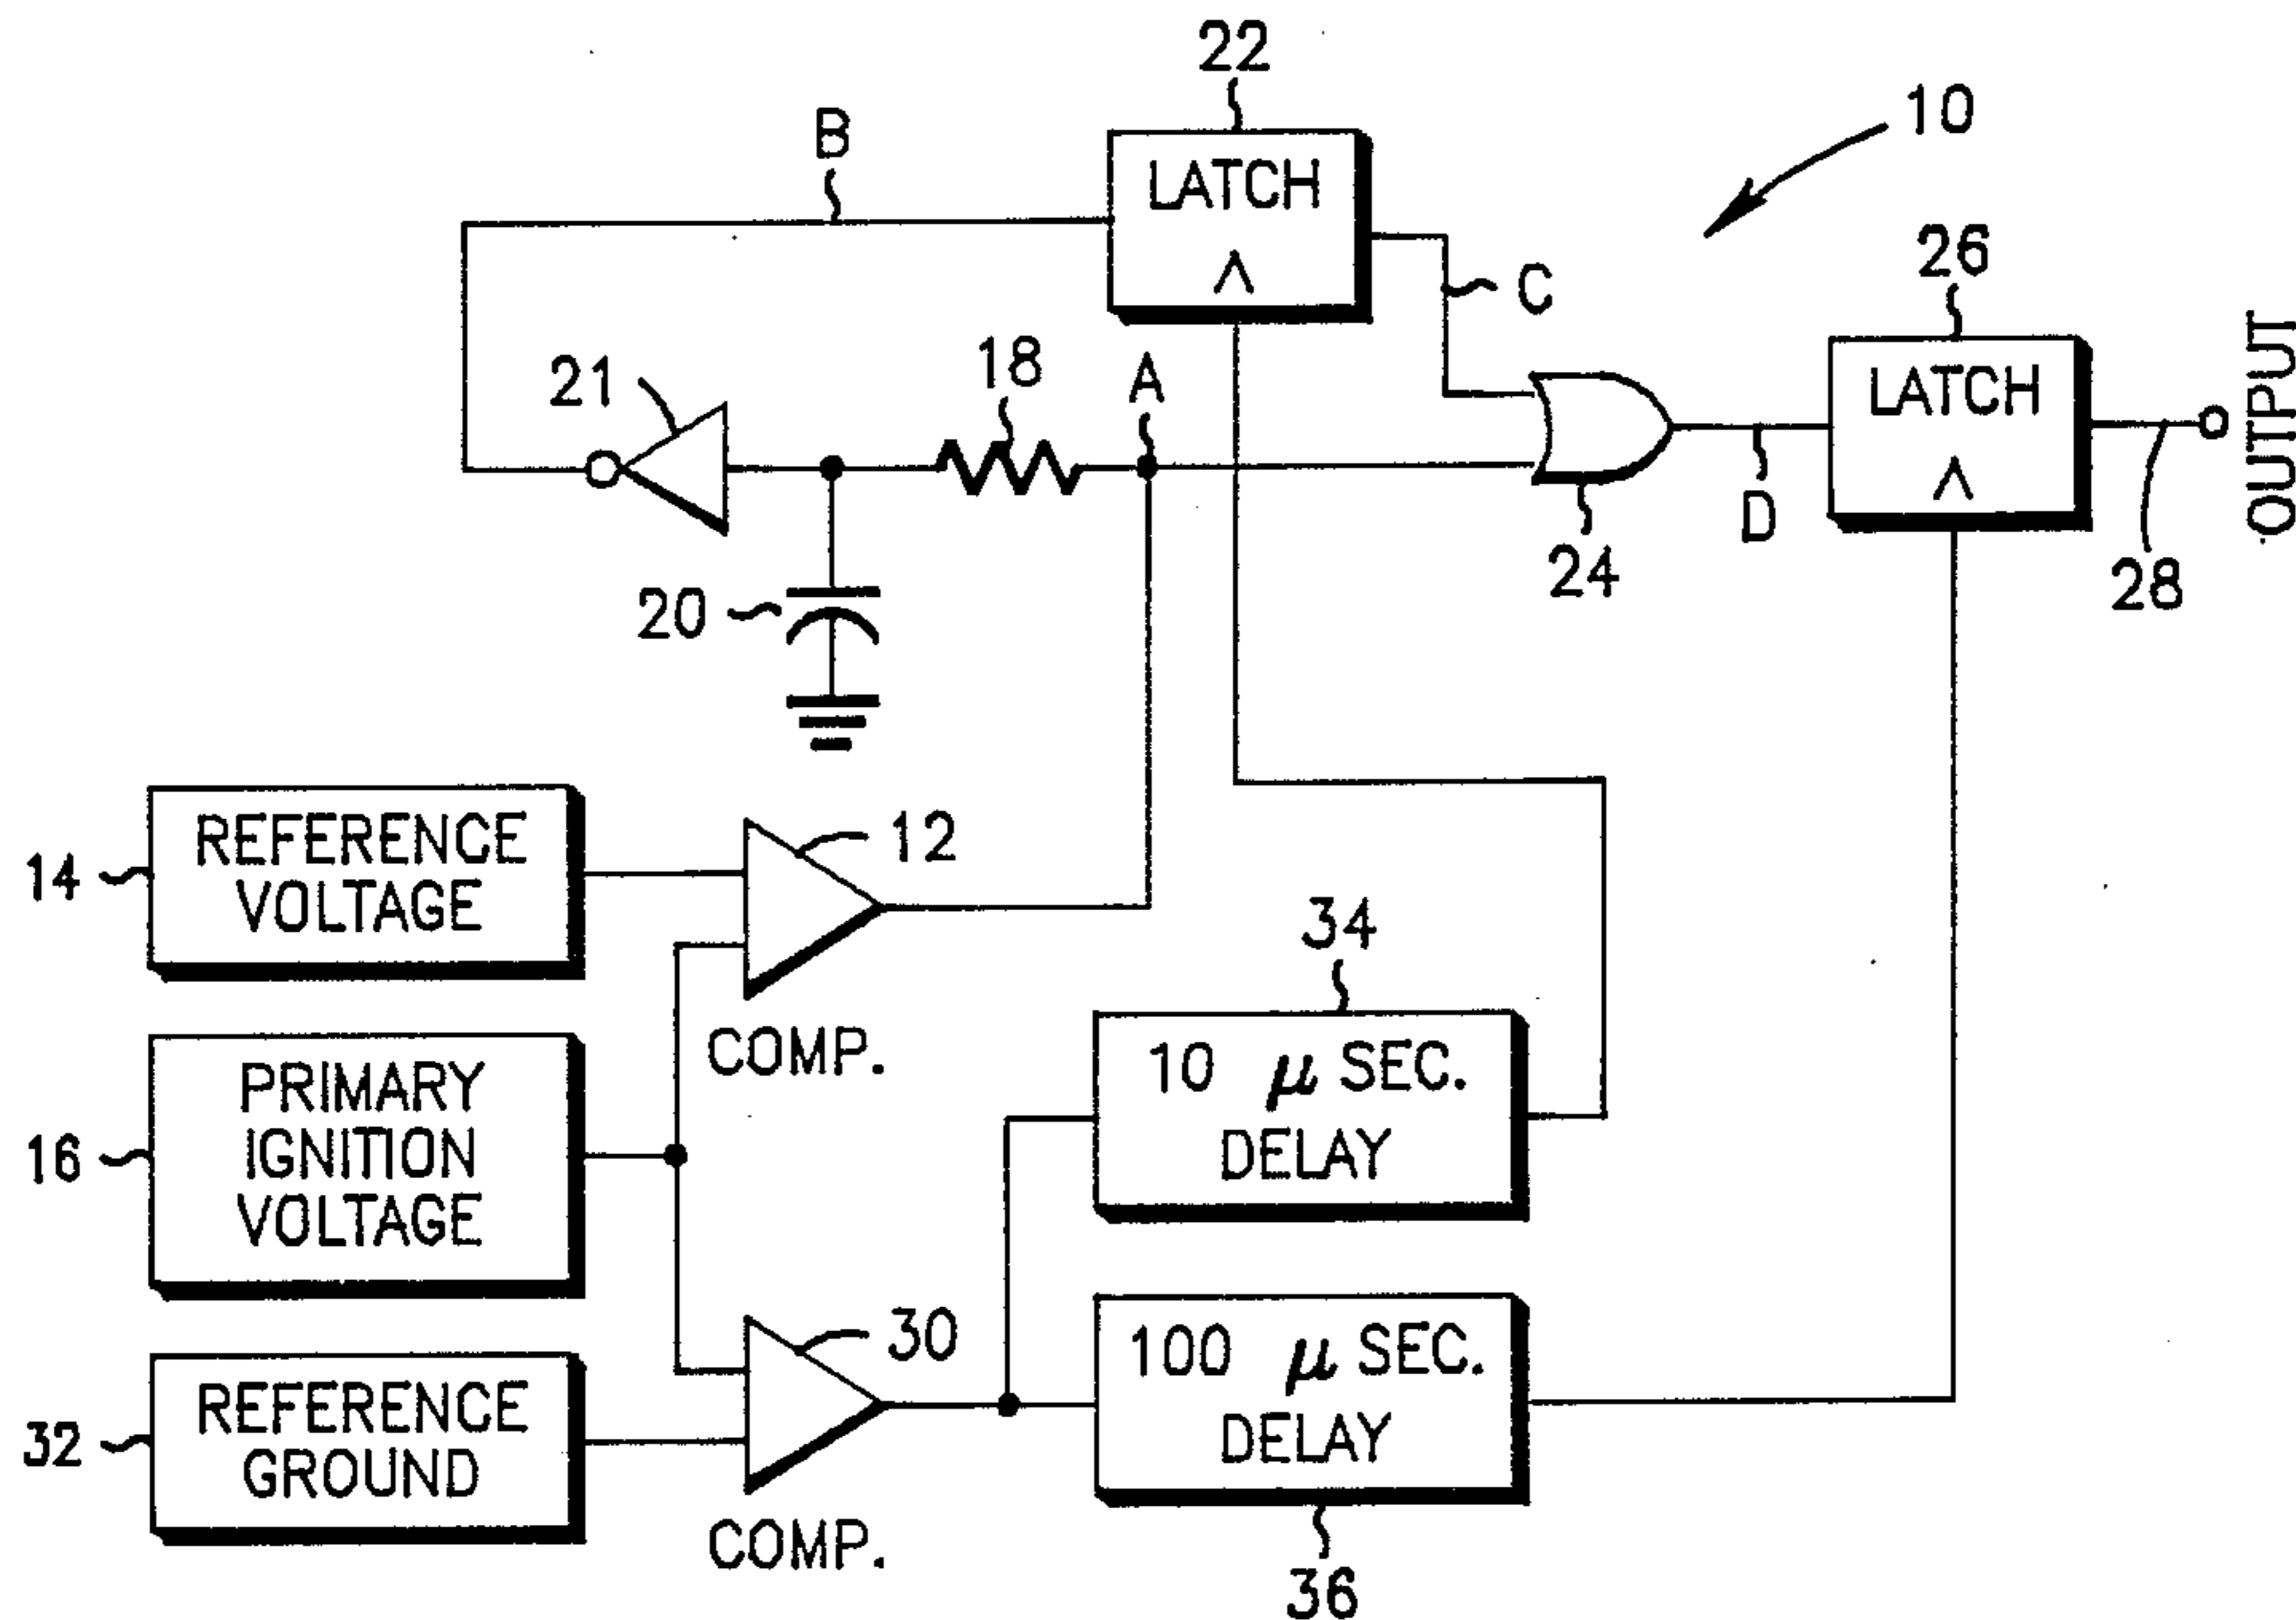 22
10
B
LATCH
26
C
OUTPUT
21
18
A
LATCH
D
24
28
20
14
REFERENCE
VOLTAGE
12
COMP.
34
10 μ SEC.
DELAY
16
PRIMARY
IGNITION
VOLTAGE
30
32
REFERENCE
GROUND
COMP.
100 μ SEC.
DELAY
36